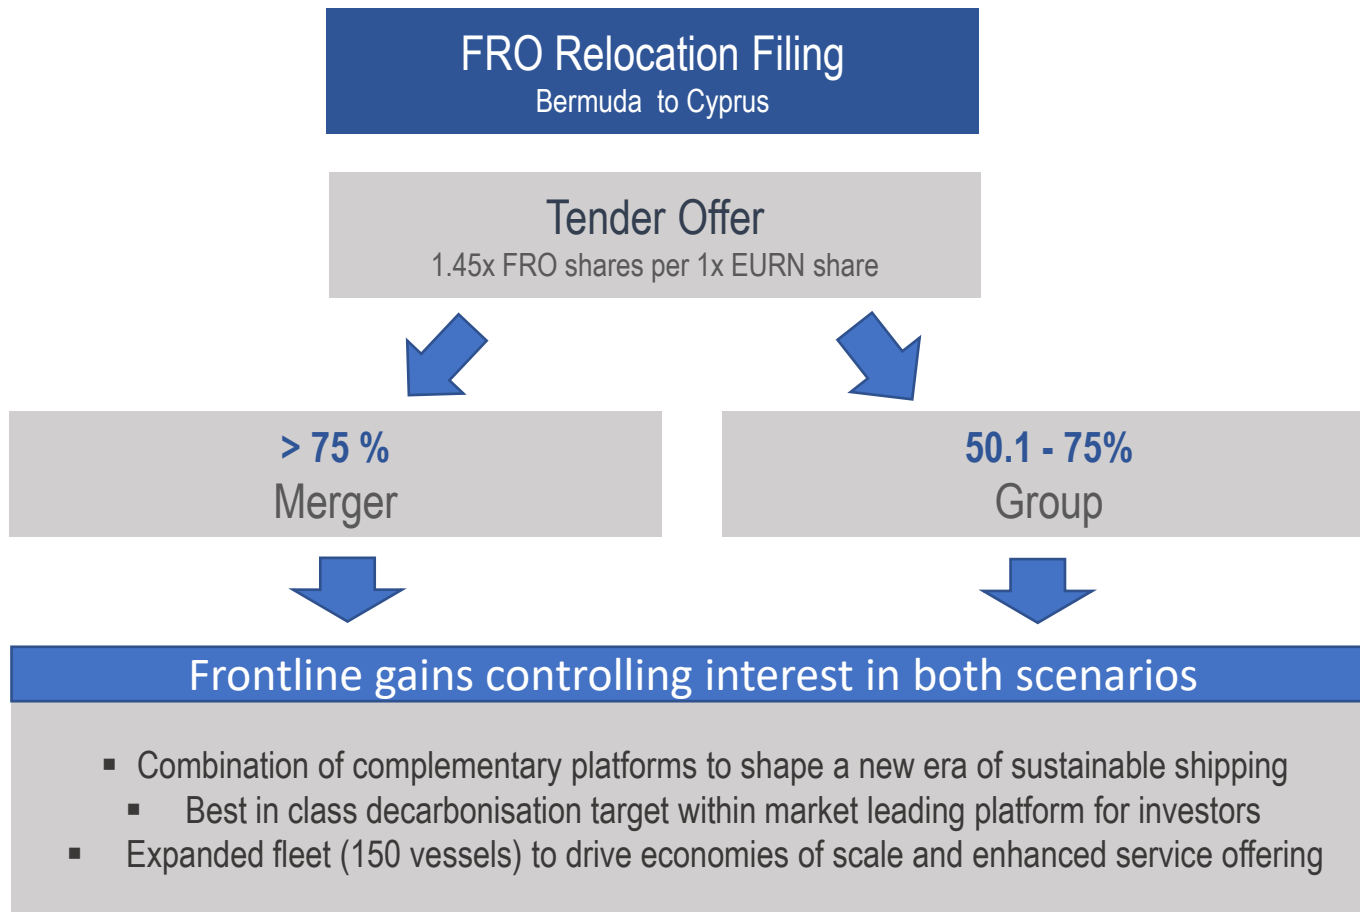 FRO Relocation Filing
Bermuda to Cyprus
Tender Offer
1.45x FRO shares per 1x EURN share
> 75 %
Merger
50.1 - 75%
Group
Frontline gains controlling interest in both scenarios
▪ Combination of complementary platforms to shape a new era of sustainable shipping
▪ Best in class decarbonisation target within market leading platform for investors
▪ Expanded fleet (150 vessels) to drive economies of scale and enhanced service offering